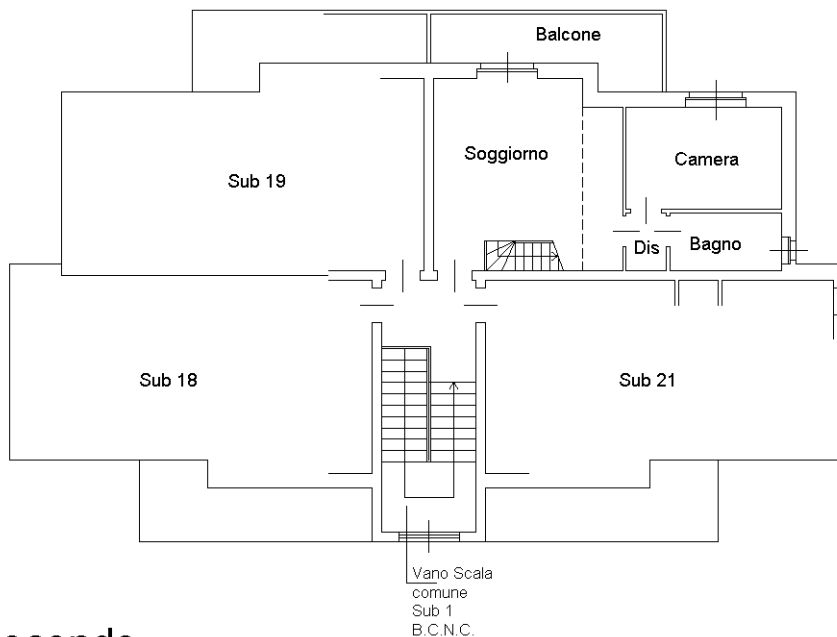 Balcone
Soggiorno
Camera
Sub 19
Dis
Bagno
Sub 18
Sub 21
Vano Scala
comune
Sub 1
B.C.N.C.